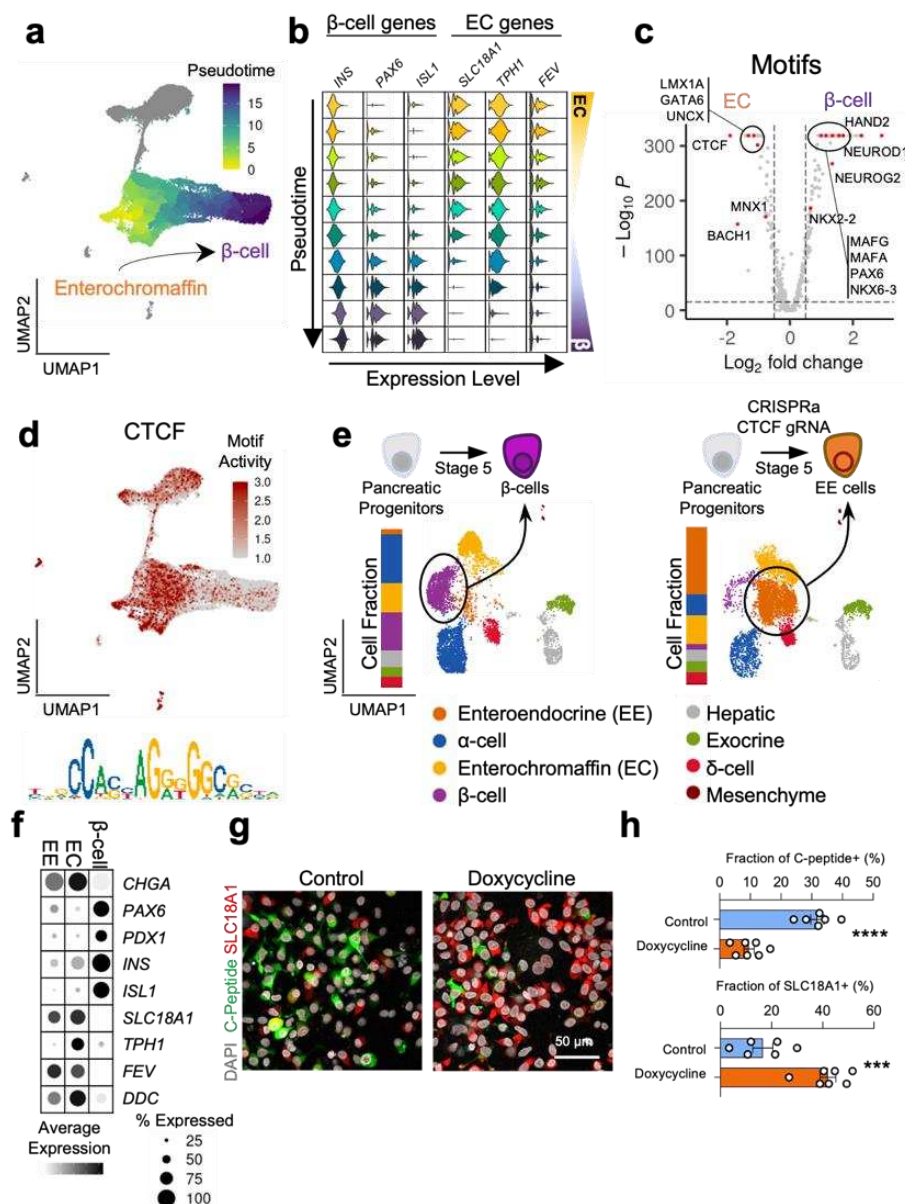 a
Pseudotime
15
10
5
0
β-cell
Enterochromaffin
UMAP2
UMAP1
b
β-cell genes
EC genes
INS
PAX6
ISL1
SLC18A1
TPH1
FEV
Pseudotime
EC
β
Expression Level
c
Motifs
LMX1A
GATA6
UNCX
EC
β-cell
HAND2
CTCF
NEUROD1
NEUROG2
MNX1
NKX2-2
BACH1
MAFG
MAFA
PAX6
NKX6-3
– Log10 P
300
200
100
0
-2
0
2
Log2 fold change
d
CTCF
Motif
Activity
3.0
2.5
2.0
1.5
1.0
UMAP2
UMAP1
e
Stage 5
Pancreatic
Progenitors
β-cells
CRISPRa
CTCF gRNA
Stage 5
Pancreatic
Progenitors
EE cells
Cell Fraction
Cell Fraction
UMAP2
UMAP1
Enteroendocrine (EE)
α-cell
Enterochromaffin (EC)
β-cell
Hepatic
Exocrine
δ-cell
Mesenchyme
f
EE
EC
β-cell
CHGA
PAX6
PDX1
INS
ISL1
SLC18A1
TPH1
FEV
DDC
Average
Expression
% Expressed
25
50
75
100
g
Control
Doxycycline
DAPI C-Peptide SLC18A1
50 µm
h
Fraction of C-peptide+ (%)
0 10 20 30 40 50
Control
Doxycycline
****
Fraction of SLC18A1+ (%)
0 20 40 60
Control
Doxycycline
***